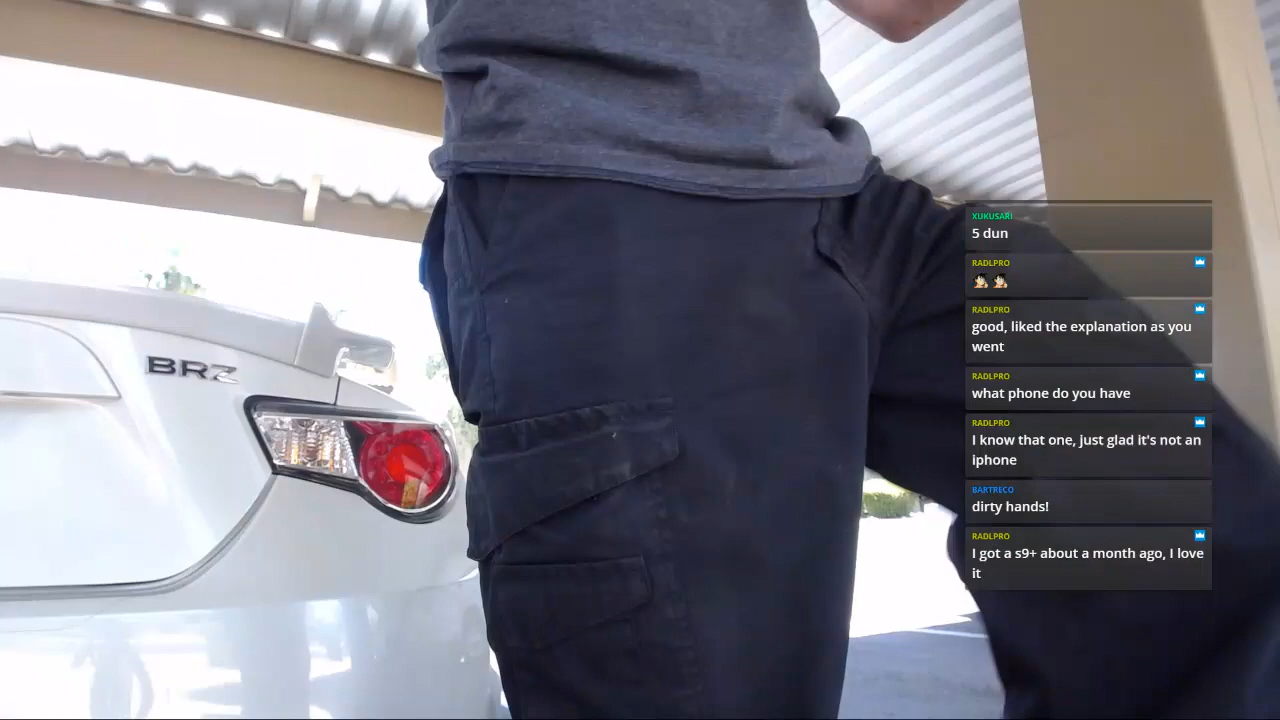 BRZ
XUKUSARI
5 dun
RADLPRO
RADLPRO
good, liked the explanation as you
went
RADLPRO
what phone do you have
RADLPRO
I know that one, just glad it's not an
iphone
BARTRECO
dirty hands!
RADLPRO
I got a s9+ about a month ago, I love
it